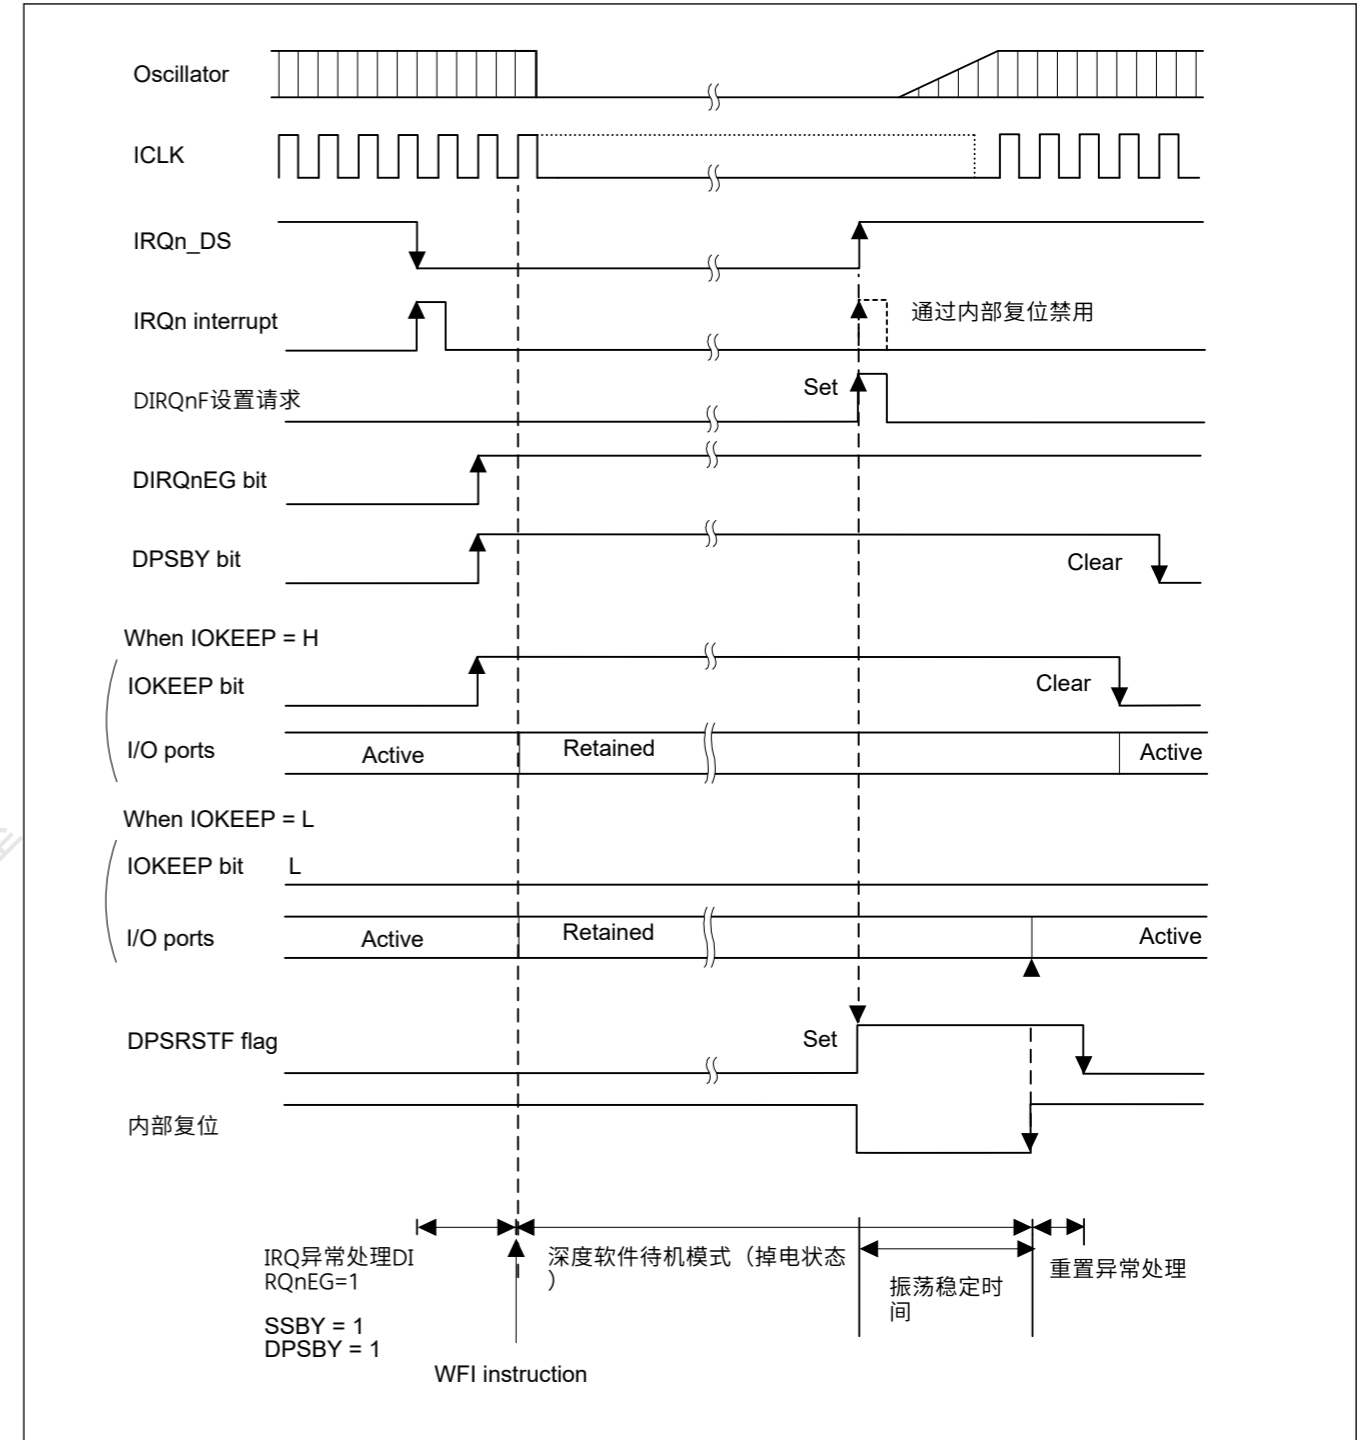 Oscillator
ICLK
IRQn_DS
IRQn interrupt
通过内部复位禁用
DIRQnF设置请求
Set
DIRQnEG bit
DPSBY bit
Clear
When IOKEEP = H
IOKEEP bit
Clear
I/O ports
Active
Retained
Active
When IOKEEP = L
IOKEEP bit
L
I/O ports
Active
Retained
Active
DPSRSTF flag
Set
内部复位
IRQ异常处理DI
RQnEG=1
SSBY = 1
DPSBY = 1
WFI instruction
深度软件待机模式（掉电状态
）
振荡稳定时
间
重置异常处理